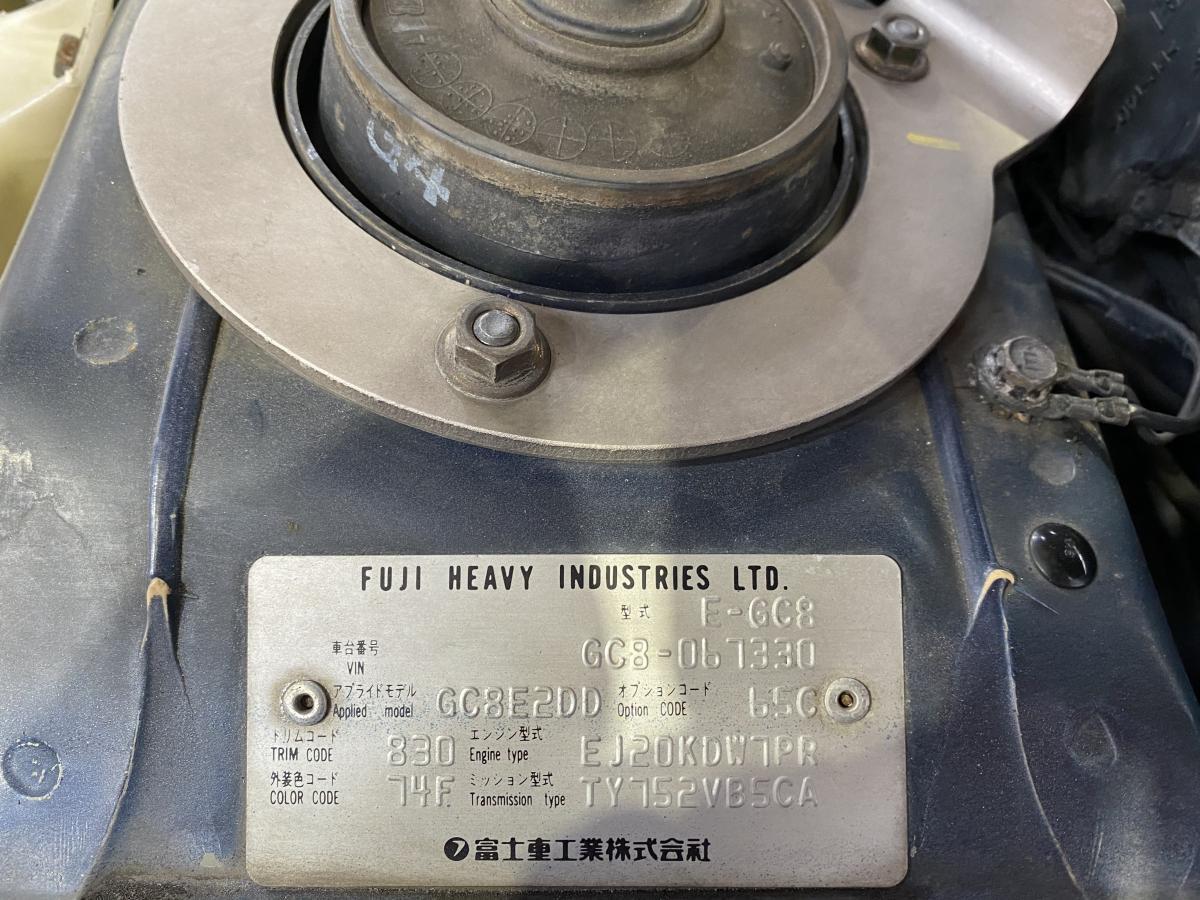 FUJI HEAVY INDUSTRIES LTD.
型式 E-GC8
車台番号 VIN GC8-067330
アプライドモデル Applied model GC8E2DD オプションコード Option CODE 65C
トリムコード TRIM CODE 830 エンジン型式 Engine type EJ20KDW7PR
外装色コード COLOR CODE 74F ミッション型式 Transmission type TY752VB5CA
富士重工業株式会社